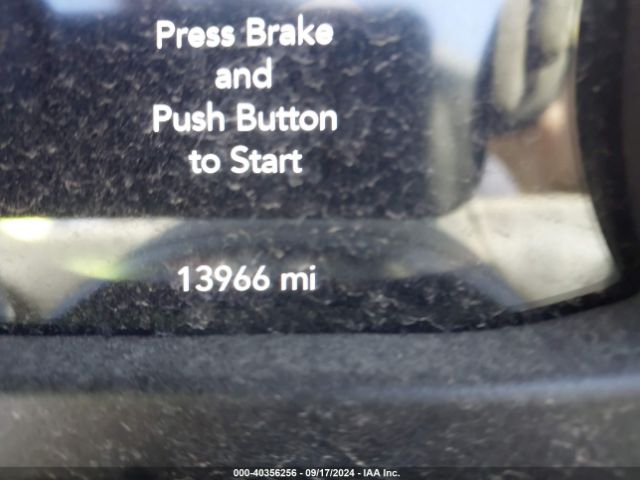 Press Brake
and
Push Button
to Start
13966 mi
000-40356256 - 09/17/2024 - IAA Inc.